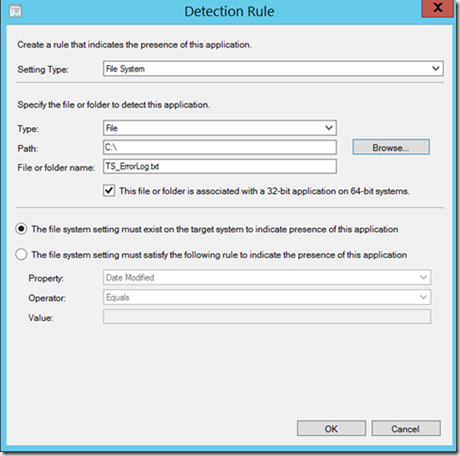 Detection Rule
X
Create a rule that indicates the presence of this application.
Setting Type: File System
Specify the file or folder to detect this application.
Type: File
Path: C:\ Browse...
File or folder name: TS_ErrorLog.txt
This file or folder is associated with a 32-bit application on 64-bit systems.
The file system setting must exist on the target system to indicate presence of this application
The file system setting must satisfy the following rule to indicate the presence of this application
Property: Date Modified
Operator: Equals
Value:
OK Cancel